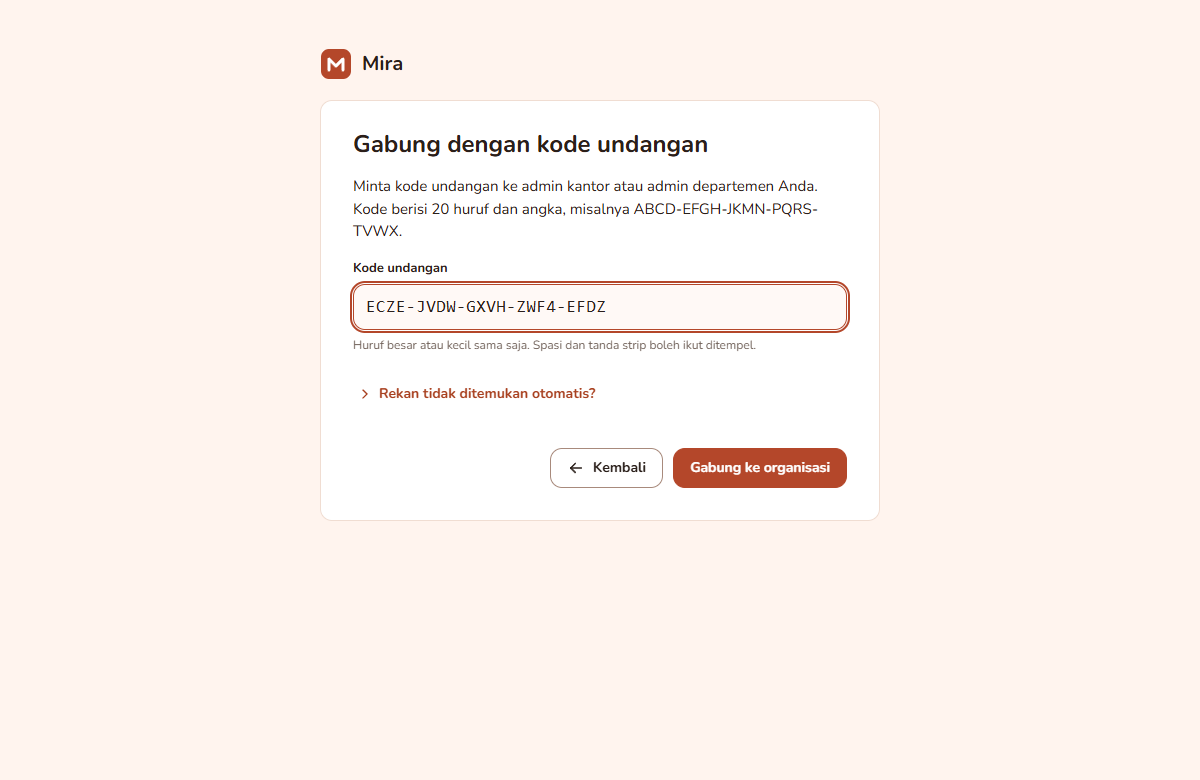 Mira
Gabung dengan kode undangan
Minta kode undangan ke admin kantor atau admin departemen Anda.
Kode berisi 20 huruf dan angka, misalnya ABCD-EFGH-JKMN-PQRS-
TVWX.
Kode undangan
ECZE-JVDW-GXVH-ZWF4-EFDZ
Huruf besar atau kecil sama saja. Spasi dan tanda strip boleh ikut ditempel.
Rekan tidak ditemukan otomatis?
Kembali
Gabung ke organisasi